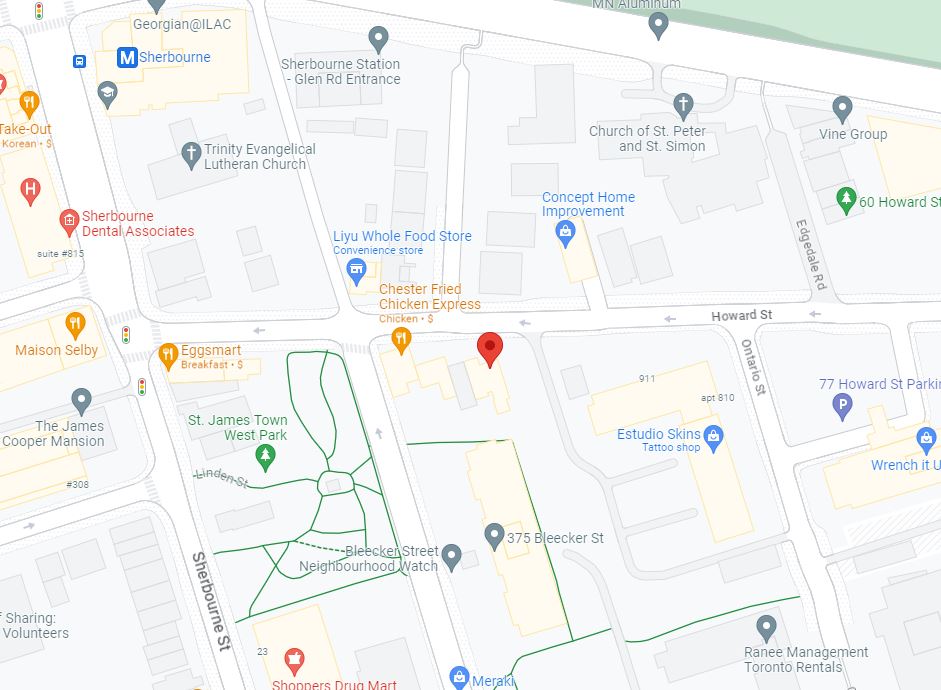 MN Aluminum
Georgian@ILAC
M Sherbourne
Sherbourne Station
- Glen Rd Entrance
Take-Out
Korean • $
Church of St. Peter
and St. Simon
Vine Group
Trinity Evangelical
Lutheran Church
H
Sherbourne
Dental Associates
suite #815
Concept Home
Improvement
60 Howard St
Edgedale Rd
Liyu Whole Food Store
Convenience store
Chester Fried
Chicken Express
Chicken • $
Howard St
Maison Selby
Eggsmart
Breakfast • $
Ontario St
911
apt 810
77 Howard St Parkin
P
The James
Cooper Mansion
St. James Town
West Park
Estudio Skins
Tattoo shop
Wrench it U
Linden St
#308
375 Bleecker St
Bleecker Street
Neighbourhood Watch
Sherbourne St
f Sharing:
Volunteers
23
Shoppers Drug Mart
Meraki
Ranee Management
Toronto Rentals